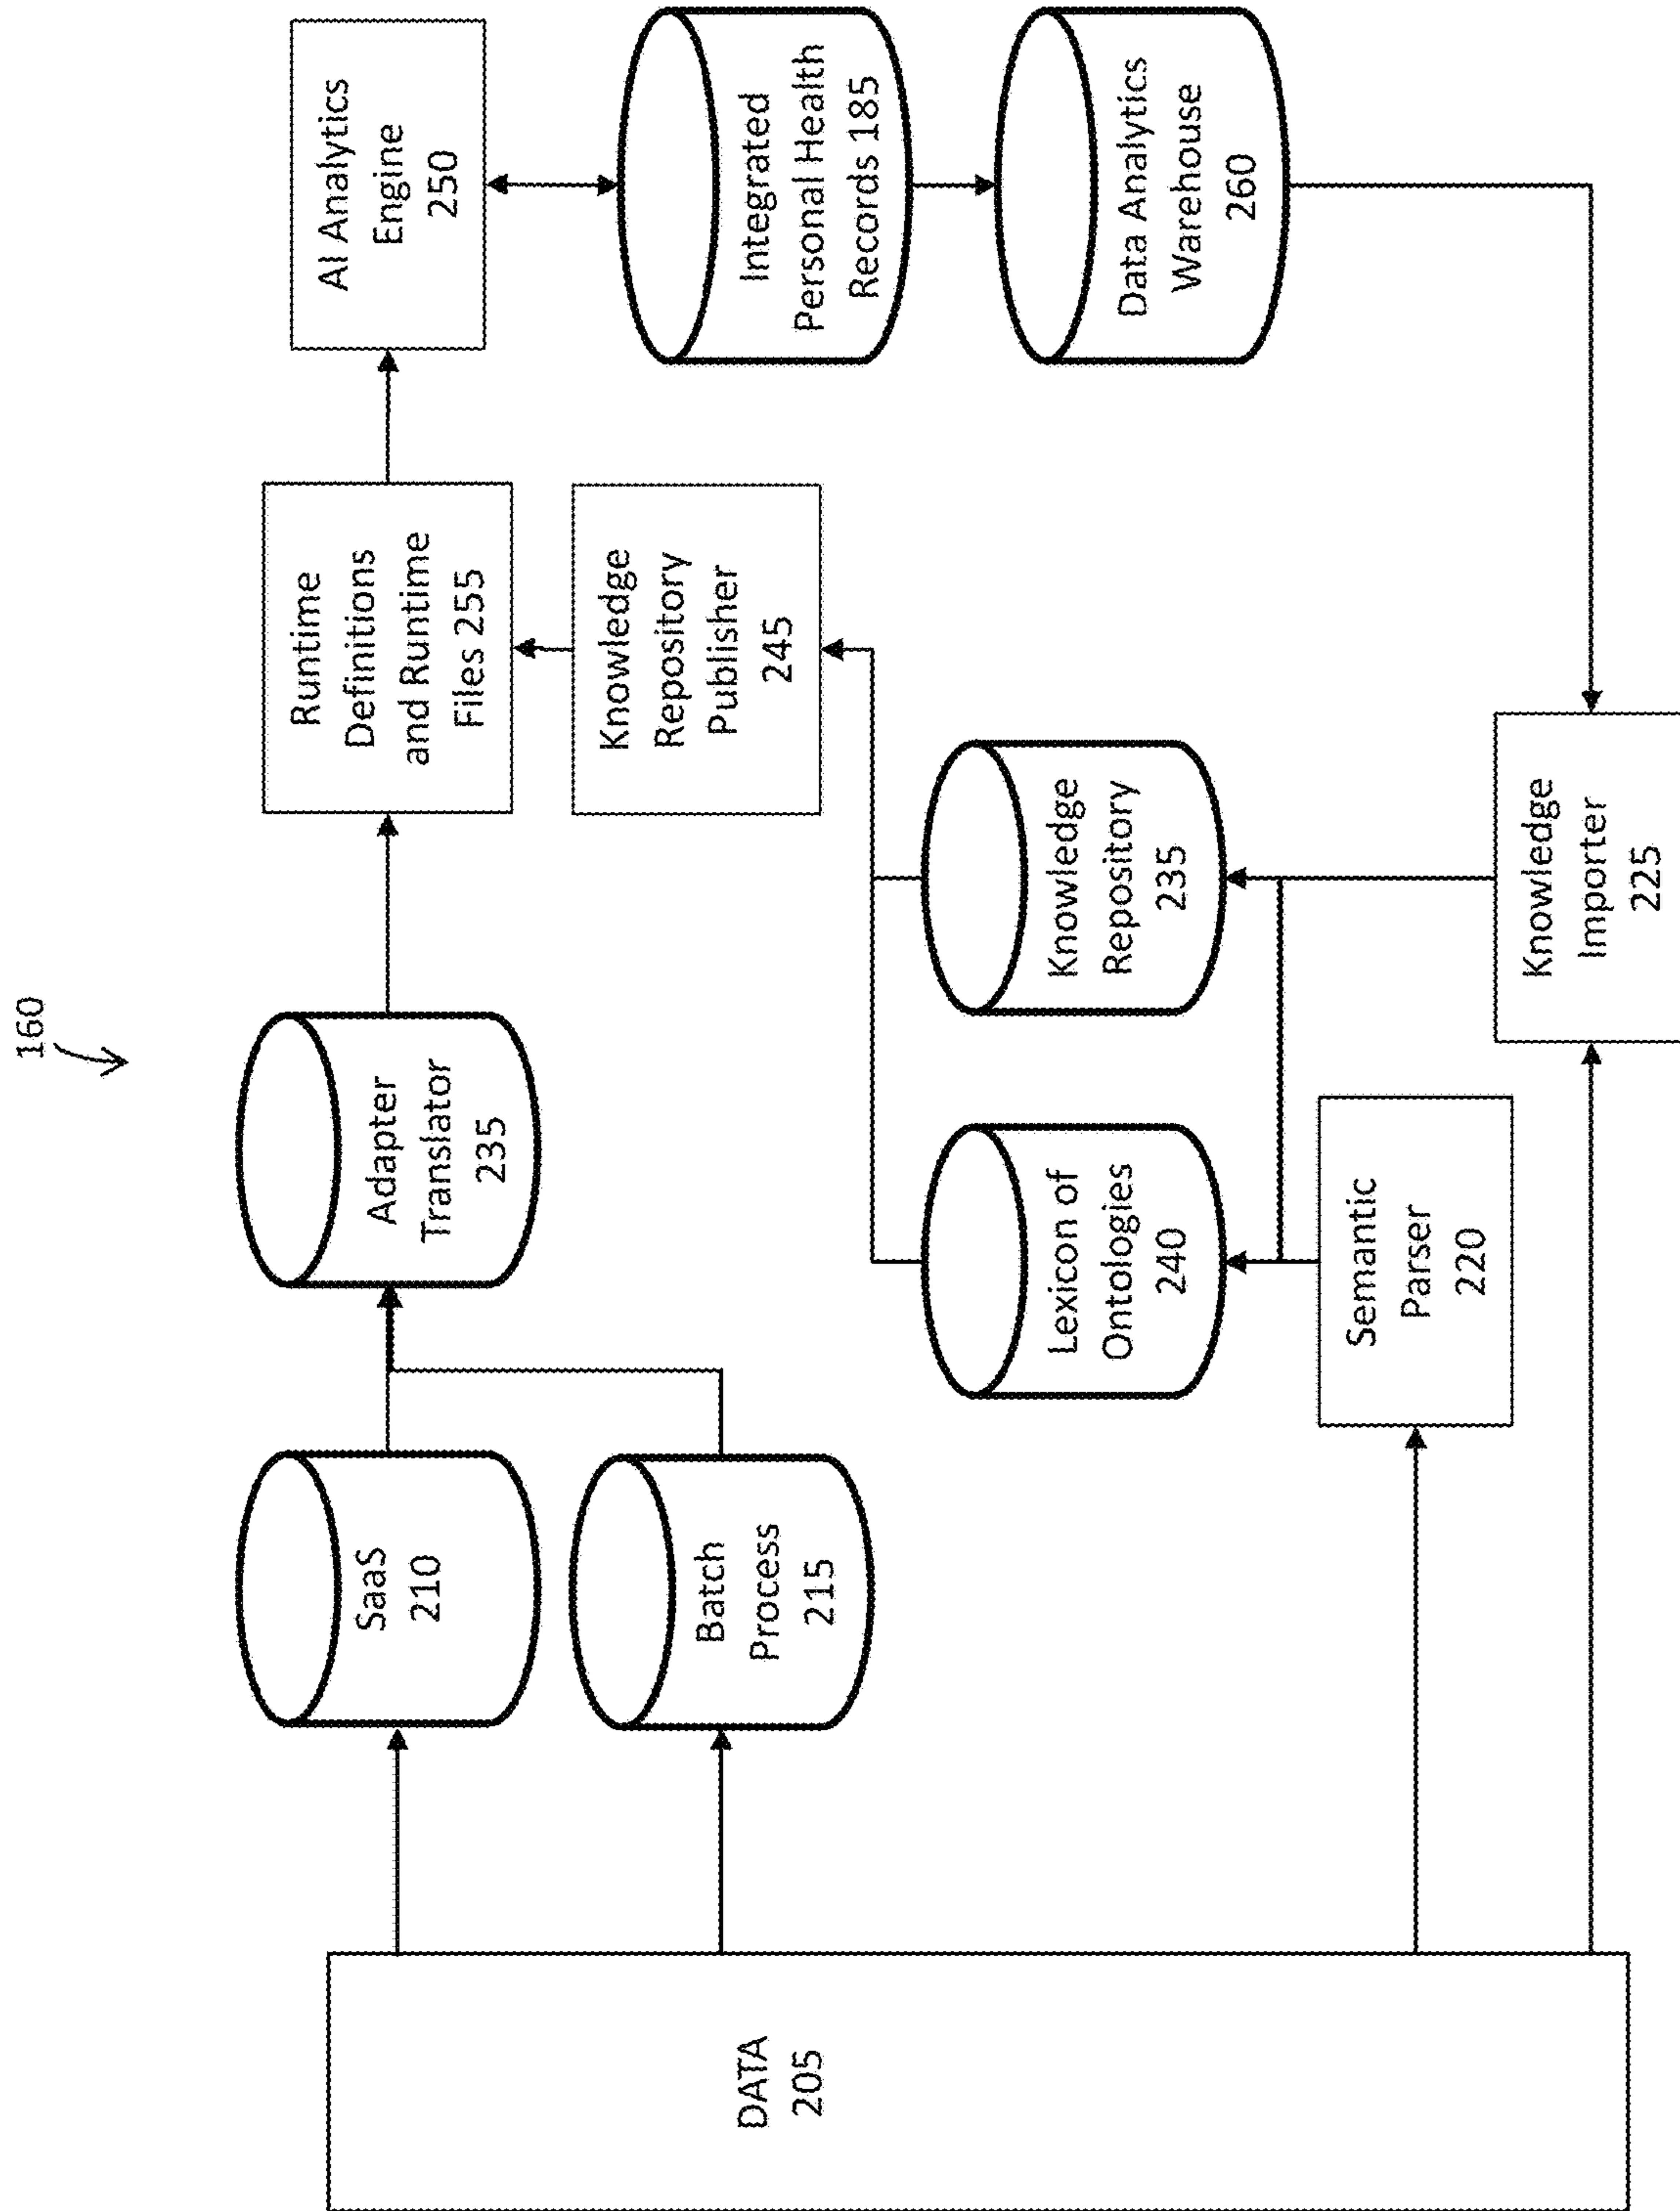 160
DATA
205
SaaS
210
Batch
Process
215
Adapter
Translator
235
Runtime
Definitions
and Runtime
Files 255
AI Analytics
Engine
250
Knowledge
Repository
Publisher
245
Integrated
Personal Health
Records 185
Lexicon of
Ontologies
240
Knowledge
Repository
235
Data Analytics
Warehouse
260
Semantic
Parser
220
Knowledge
Importer
225